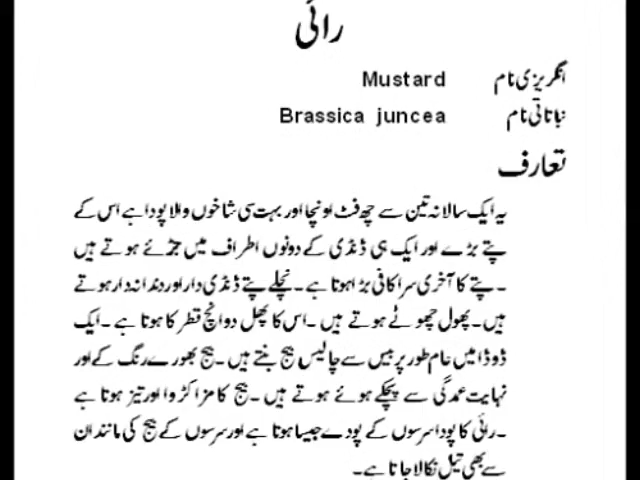 رائی
انگریزی نام Mustard
نباتاتی نام Brassica juncea
تعارف
یہ ایک سالانہ تین سے چھ فٹ اونچا اور بہت سی شاخوں والا پودا ہے اس کے
پتے بڑے اور ایک ہی ڈنڈی کے دونوں اطراف میں جڑے ہوتے ہیں
۔ پتے کا آخری سرا کافی بڑا ہوتا ہے۔ نچلے پتے ڈنڈی دار اور دندانہ دار ہوتے
ہیں۔ پھول چھوٹے ہوتے ہیں ۔ اس کا پھل دو انچ قطر کا ہوتا ہے ۔ ایک
ڈوڈا میں عام طور پر بیس سے چالیس بیج بنتے ہیں۔ بیج بھورے رنگ کے اور
نہایت عمدگی سے پچکے ہوئے ہوتے ہیں ۔ بیج کا مزا کڑوا اور تیز ہوتا ہے
۔ رائی کا پودا سرسوں کے پودے جیسا ہوتا ہے اور سرسوں کے بیج کی مانند ان
سے بھی تیل نکالا جاتا ہے۔